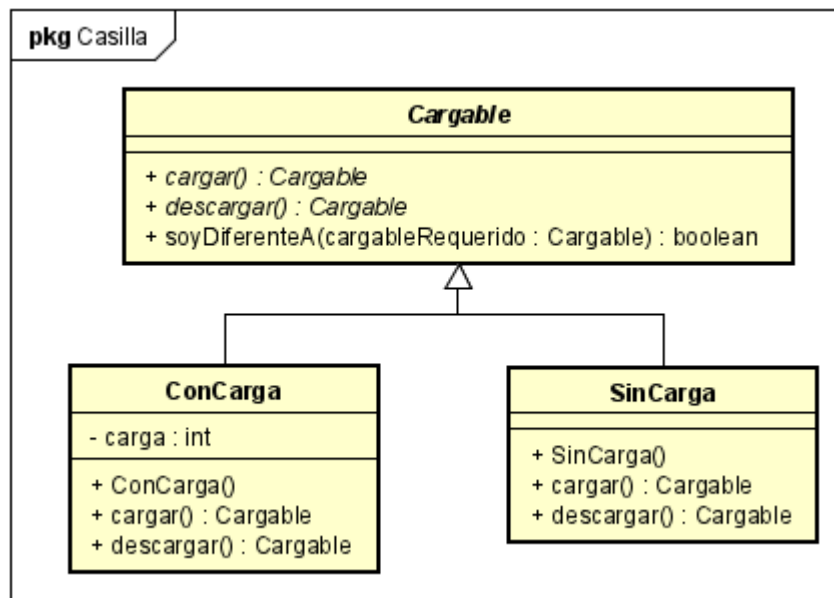 pkg Casilla
Cargable
+ cargar() : Cargable
+ descargar() : Cargable
+ soyDiferenteA(cargableRequerido : Cargable) : boolean
ConCarga
- carga : int
+ ConCarga()
+ cargar() : Cargable
+ descargar() : Cargable
SinCarga
+ SinCarga()
+ cargar() : Cargable
+ descargar() : Cargable